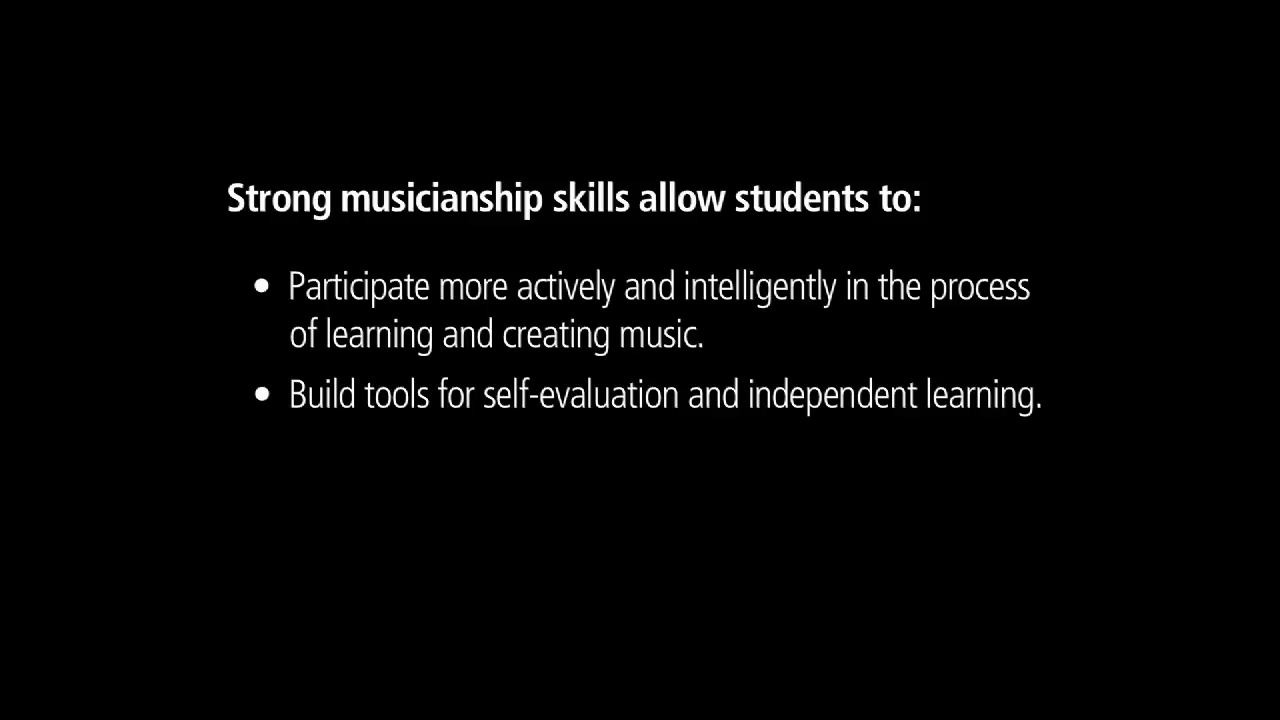 Strong musicianship skills allow students to:
• Participate more actively and intelligently in the process
of learning and creating music.
• Build tools for self-evaluation and independent learning.